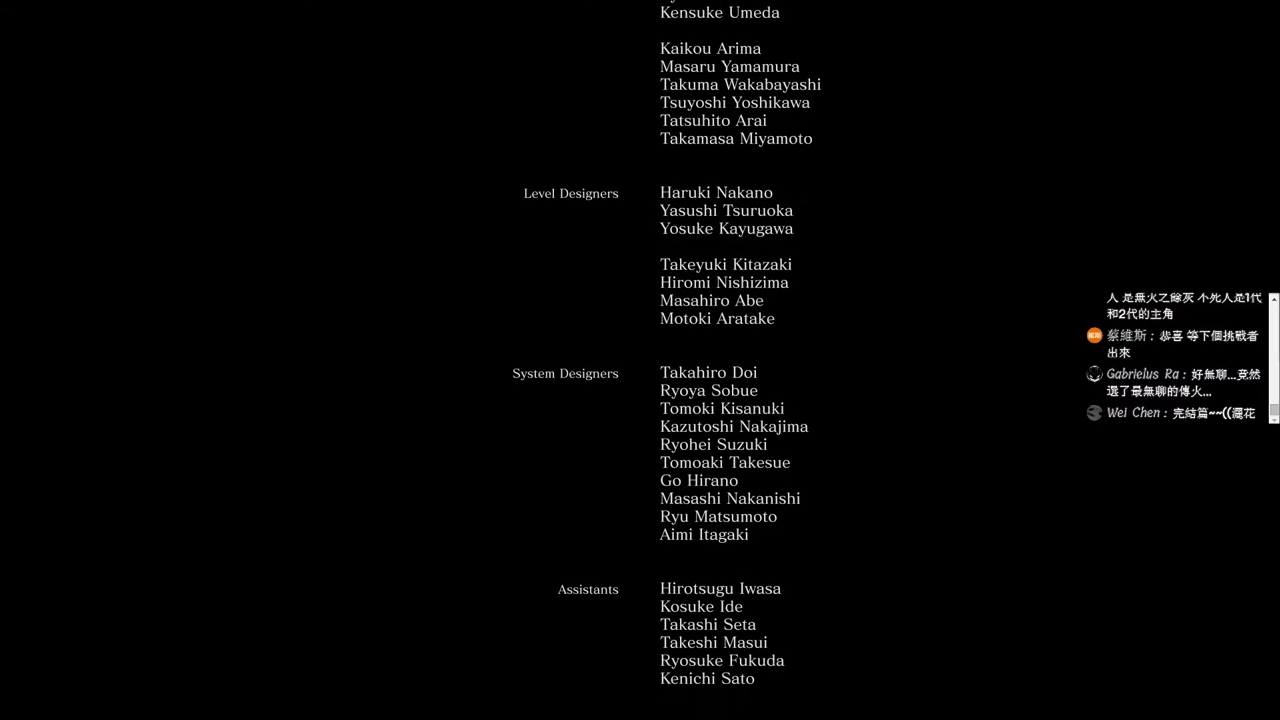 Kensuke Umeda
Kaikou Arima
Masaru Yamamura
Takuma Wakabayashi
Tsuyoshi Yoshikawa
Tatsuhito Arai
Takamasa Miyamoto
Level Designers
Haruki Nakano
Yasushi Tsuruoka
Yosuke Kayugawa
Takeyuki Kitazaki
Hiromi Nishizima
Masahiro Abe
Motoki Aratake
System Designers
Takahiro Doi
Ryoya Sobue
Tomoki Kisanuki
Kazutoshi Nakajima
Ryohei Suzuki
Tomoaki Takesue
Go Hirano
Masashi Nakanishi
Ryu Matsumoto
Aimi Itagaki
Assistants
Hirotsugu Iwasa
Kosuke Ide
Takashi Seta
Takeshi Masui
Ryosuke Fukuda
Kenichi Sato
人 是無火之餘灰 不死人是1代
和2代的主角
蔡維斯 : 恭喜 等下個挑戰者
出來
Gabrielus Ra : 好無聊...竟然
選了最無聊的傳火...
Wei Chen : 完結篇~~((灑花